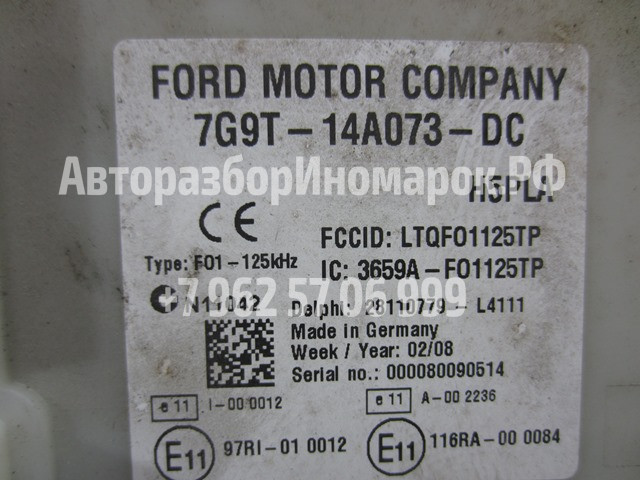 FORD MOTOR COMPANY
7G9T-14A073-DC
АвторазборИномарок.РФ
H5PLA
CE
FCCID: LTQFO1125TP
Type: FO1-125kHz
IC: 3659A-FO1125TP
+7 962 57 06 999
N11042
Delphi: 28110779-L4111
Made in Germany
Week / Year: 02/08
Serial no.: 000080090514
e 11 I-00 0012
e 11 A-00 2236
E11 97RI-01 0012
E11 116RA-00 0084